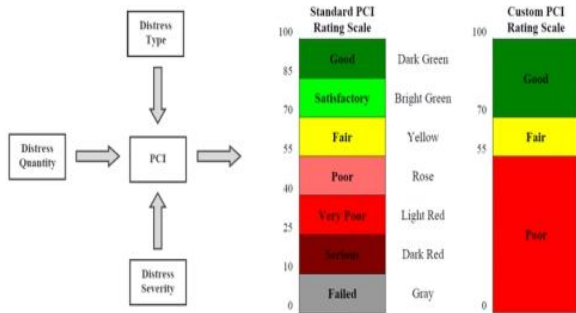 Distress
Type
Distress
Quantity
PCI
Distress
Severity
Standard PCI
Rating Scale
100
Good
Dark Green
85
Satisfactory
Bright Green
70
Fair
Yellow
55
Poor
Rose
40
Very Poor
Light Red
25
Serious
Dark Red
10
Failed
Gray
0
Custom PCI
Rating Scale
100
Good
70
Fair
55
Poor
0